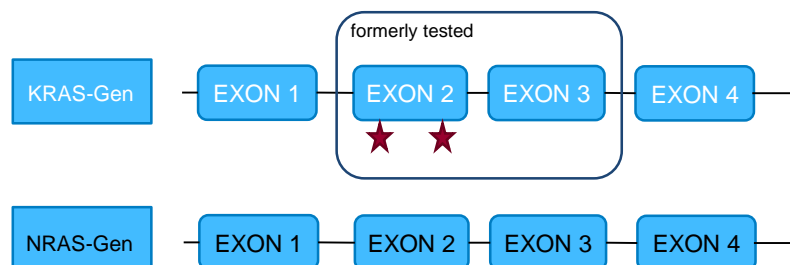 formerly tested
KRAS-Gen EXON 1 EXON 2 EXON 3 EXON 4
NRAS-Gen EXON 1 EXON 2 EXON 3 EXON 4